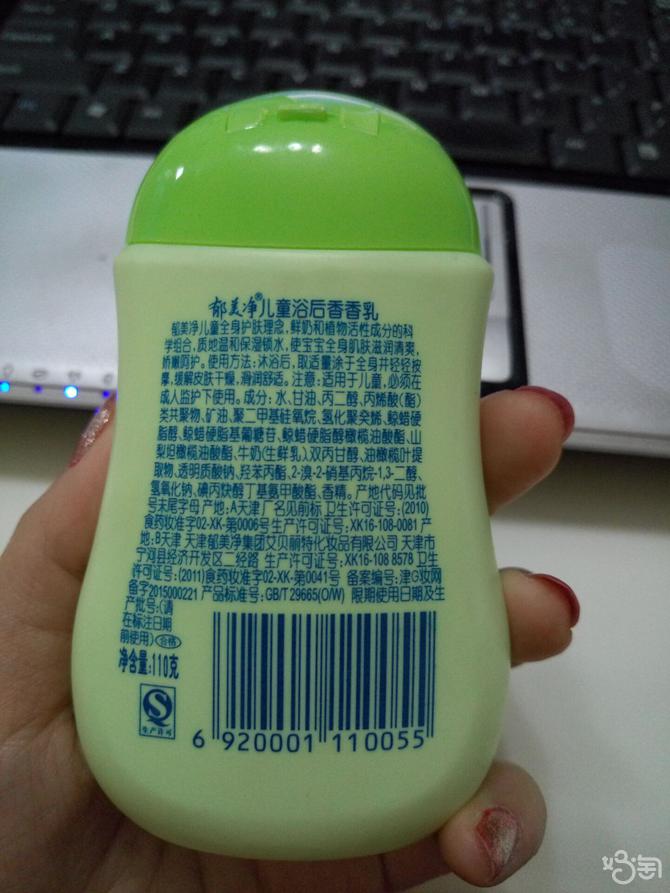 郁美净®儿童浴后香香乳
郁美净儿童全身护肤理念,鲜奶和植物活性成分的科
学组合,质地温和保湿锁水,使宝宝全身肌肤滋润清爽,
娇嫩呵护。使用方法:沐浴后,取适量涂于全身并轻轻按
摩,缓解皮肤干燥,滑润舒适。注意:适用于儿童,必须在
成人监护下使用。成分:水、甘油、丙二醇、丙烯酸(酯)
类共聚物、矿油、聚二甲基硅氧烷、氢化聚癸烯、鲸蜡硬
脂醇、鲸蜡硬脂基葡糖苷、鲸蜡硬脂醇橄榄油酸酯、山
梨坦橄榄油酸酯、牛奶(生鲜乳)、双丙甘醇、油橄榄叶提
取物、透明质酸钠、羟苯丙酯、2-溴-2-硝基丙烷-1,3-二醇、
氢氧化钠、碘丙炔醇丁基氨甲酸酯、香精。产地代码见批
号末尾字母 产地:A天津 厂名见前标 卫生许可证号:(2010)
食药妆准字02-XK-第0006号 生产许可证号:XK16-108-0081 产
地:B天津 天津郁美净集团艾贝丽特化妆品有限公司 天津市
宁河县经济开发区二经路 生产许可证号:XK16-108 8578 卫生
许可证号:(2011)食药妆准字02-XK-第0041号 备案编号:津G妆网
备字2015000221 产品标准号:GB/T 29665(O/W) 限期使用日期及生
产批号:(请
在标注日期
前使用) 合格
净含量:110克
生产许可
6 920001 110055
好淘